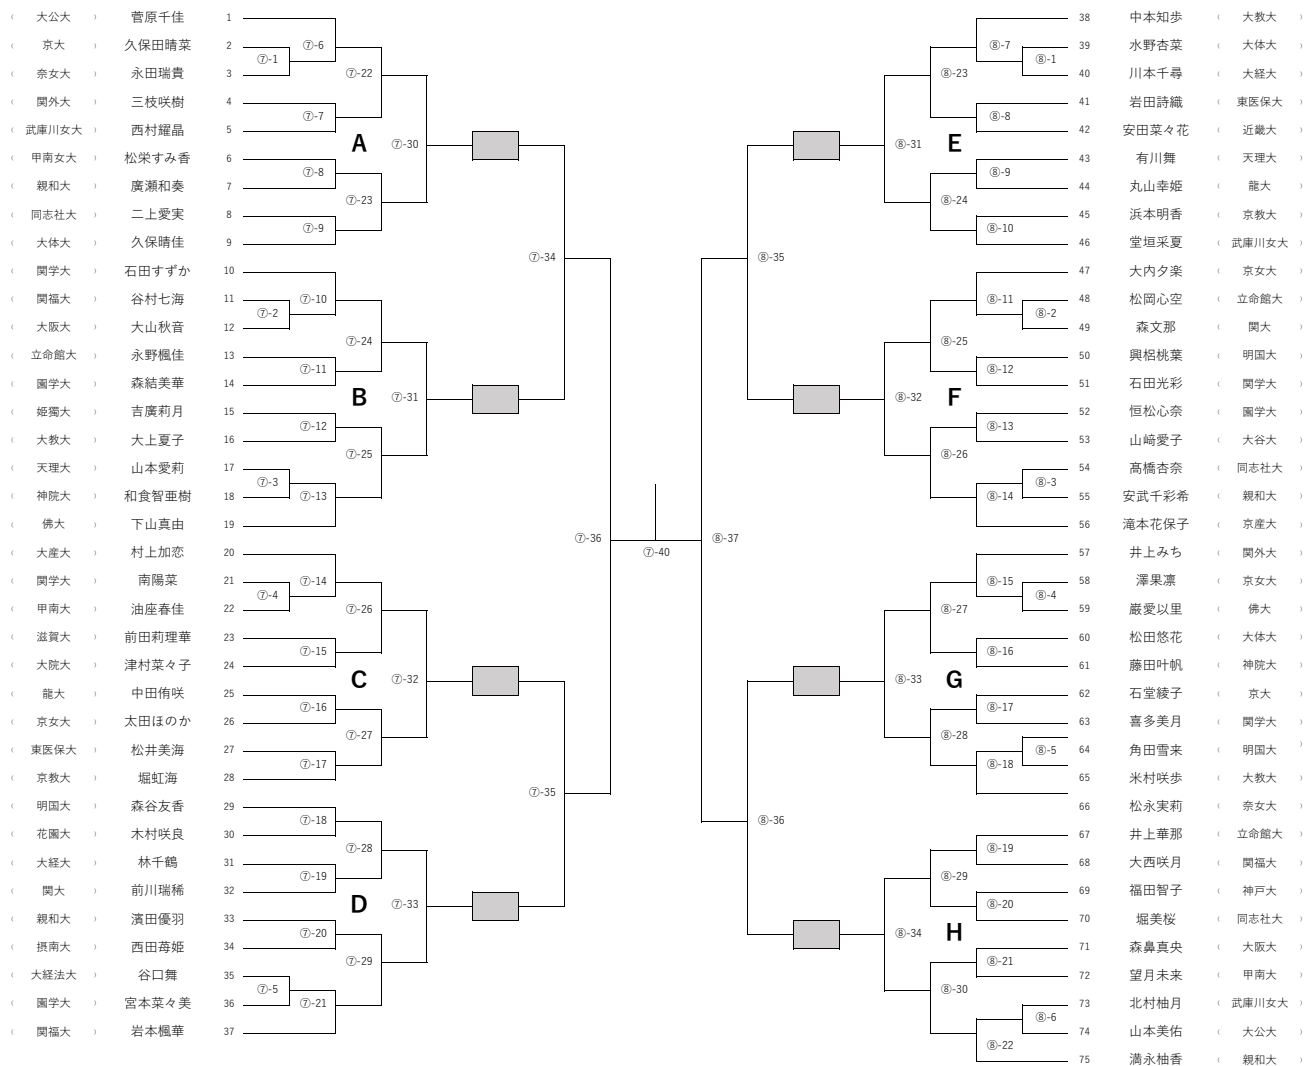 （ 大公大 ） 菅原千佳 1
（ 京大 ） 久保田晴菜 2
（ 奈女大 ） 永田瑞貴 3
（ 関外大 ） 三枝咲樹 4
（ 武庫川女大 ） 西村耀晶 5
（ 甲南女大 ） 松栄すみ香 6
（ 親和大 ） 廣瀬和奏 7
（ 同志社大 ） 二上愛実 8
（ 大体大 ） 久保晴佳 9
（ 関学大 ） 石田すずか 10
（ 関福大 ） 谷村七海 11
（ 大阪大 ） 大山秋音 12
（ 立命館大 ） 永野楓佳 13
（ 園学大 ） 森結美華 14
（ 姫獨大 ） 吉廣莉月 15
（ 大教大 ） 大上夏子 16
（ 天理大 ） 山本愛莉 17
（ 神院大 ） 和食智亜樹 18
（ 佛大 ） 下山真由 19
（ 大産大 ） 村上加恋 20
（ 関学大 ） 南陽菜 21
（ 甲南大 ） 油座春佳 22
（ 滋賀大 ） 前田莉理華 23
（ 大院大 ） 津村菜々子 24
（ 龍大 ） 中田侑咲 25
（ 京女大 ） 太田ほのか 26
（ 東医保大 ） 松井美海 27
（ 京教大 ） 堀虹海 28
（ 明国大 ） 森谷友香 29
（ 花園大 ） 木村咲良 30
（ 大経大 ） 林千鶴 31
（ 関大 ） 前川瑞稀 32
（ 親和大 ） 濱田優羽 33
（ 摂南大 ） 西田苺姫 34
（ 大経法大 ） 谷口舞 35
（ 園学大 ） 宮本菜々美 36
（ 関福大 ） 岩本楓華 37
⑦-1
⑦-2
⑦-3
⑦-4
⑦-5
⑦-6
⑦-7
⑦-8
⑦-9
⑦-10
⑦-11
⑦-12
⑦-13
⑦-14
⑦-15
⑦-16
⑦-17
⑦-18
⑦-19
⑦-20
⑦-21
⑦-22
⑦-23
⑦-24
⑦-25
⑦-26
⑦-27
⑦-28
⑦-29
A
B
C
D
⑦-30
⑦-31
⑦-32
⑦-33
⑦-34
⑦-35
⑦-36
⑦-40
⑧-37
⑧-35
⑧-36
⑧-31
⑧-32
⑧-33
⑧-34
E
F
G
H
⑧-23
⑧-24
⑧-25
⑧-26
⑧-27
⑧-28
⑧-29
⑧-30
⑧-7
⑧-8
⑧-9
⑧-10
⑧-11
⑧-12
⑧-13
⑧-14
⑧-15
⑧-16
⑧-17
⑧-18
⑧-19
⑧-20
⑧-21
⑧-22
⑧-1
⑧-2
⑧-3
⑧-4
⑧-5
⑧-6
38 中本知歩 （ 大教大 ）
39 水野杏菜 （ 大体大 ）
40 川本千尋 （ 大経大 ）
41 岩田詩織 （ 東医保大 ）
42 安田菜々花 （ 近畿大 ）
43 有川舞 （ 天理大 ）
44 丸山幸姫 （ 龍大 ）
45 浜本明香 （ 京教大 ）
46 堂垣采夏 （ 武庫川女大 ）
47 大内夕楽 （ 京女大 ）
48 松岡心空 （ 立命館大 ）
49 森文那 （ 関大 ）
50 興梠桃葉 （ 明国大 ）
51 石田光彩 （ 関学大 ）
52 恒松心奈 （ 園学大 ）
53 山﨑愛子 （ 大谷大 ）
54 髙橋杏奈 （ 同志社大 ）
55 安武千彩希 （ 親和大 ）
56 滝本花保子 （ 京産大 ）
57 井上みち （ 関外大 ）
58 澤果凛 （ 京女大 ）
59 巌愛以里 （ 佛大 ）
60 松田悠花 （ 大体大 ）
61 藤田叶帆 （ 神院大 ）
62 石堂綾子 （ 京大 ）
63 喜多美月 （ 関学大 ）
64 角田雪来 （ 明国大 ）
65 米村咲歩 （ 大教大 ）
66 松永実莉 （ 奈女大 ）
67 井上華那 （ 立命館大 ）
68 大西咲月 （ 関福大 ）
69 福田智子 （ 神戸大 ）
70 堀美桜 （ 同志社大 ）
71 森鼻真央 （ 大阪大 ）
72 望月未来 （ 甲南大 ）
73 北村柚月 （ 武庫川女大 ）
74 山本美佑 （ 大公大 ）
75 満永柚香 （ 親和大 ）